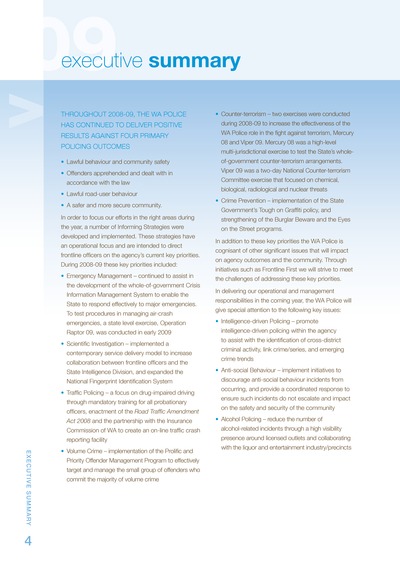 09
executive summary
THROUGHOUT 2008-09, THE WA POLICE
HAS CONTINUED TO DELIVER POSITIVE
RESULTS AGAINST FOUR PRIMARY
POLICING OUTCOMES
• Lawful behaviour and community safety
• Offenders apprehended and dealt with in
accordance with the law
• Lawful road-user behaviour
• A safer and more secure community.
In order to focus our efforts in the right areas during
the year, a number of Informing Strategies were
developed and implemented. These strategies have
an operational focus and are intended to direct
frontline officers on the agency's current key priorities.
During 2008-09 these key priorities included:
• Emergency Management – continued to assist in
the development of the whole-of-government Crisis
Information Management System to enable the
State to respond effectively to major emergencies.
To test procedures in managing air-crash
emergencies, a state level exercise, Operation
Raptor 09, was conducted in early 2009
• Scientific Investigation – implemented a
contemporary service delivery model to increase
collaboration between frontline officers and the
State Intelligence Division, and expanded the
National Fingerprint Identification System
• Traffic Policing – a focus on drug-impaired driving
through mandatory training for all probationary
officers, enactment of the Road Traffic Amendment
Act 2008 and the partnership with the Insurance
Commission of WA to create an on-line traffic crash
reporting facility
• Volume Crime – implementation of the Prolific and
Priority Offender Management Program to effectively
target and manage the small group of offenders who
commit the majority of volume crime
• Counter-terrorism – two exercises were conducted
during 2008-09 to increase the effectiveness of the
WA Police role in the fight against terrorism, Mercury
08 and Viper 09. Mercury 08 was a high-level
multi-jurisdictional exercise to test the State's whole-
of-government counter-terrorism arrangements.
Viper 09 was a two-day National Counter-terrorism
Committee exercise that focused on chemical,
biological, radiological and nuclear threats
• Crime Prevention – implementation of the State
Government's Tough on Graffiti policy, and
strengthening of the Burglar Beware and the Eyes
on the Street programs.
In addition to these key priorities the WA Police is
cognisant of other significant issues that will impact
on agency outcomes and the community. Through
initiatives such as Frontline First we will strive to meet
the challenges of addressing these key priorities.
In delivering our operational and management
responsibilities in the coming year, the WA Police will
give special attention to the following key issues:
• Intelligence-driven Policing – promote
intelligence-driven policing within the agency
to assist with the identification of cross-district
criminal activity, link crime/series, and emerging
crime trends
• Anti-social Behaviour – implement initiatives to
discourage anti-social behaviour incidents from
occurring, and provide a coordinated response to
ensure such incidents do not escalate and impact
on the safety and security of the community
• Alcohol Policing – reduce the number of
alcohol-related incidents through a high visibility
presence around licensed outlets and collaborating
with the liquor and entertainment industry/precincts
EXECUTIVE SUMMARY
4